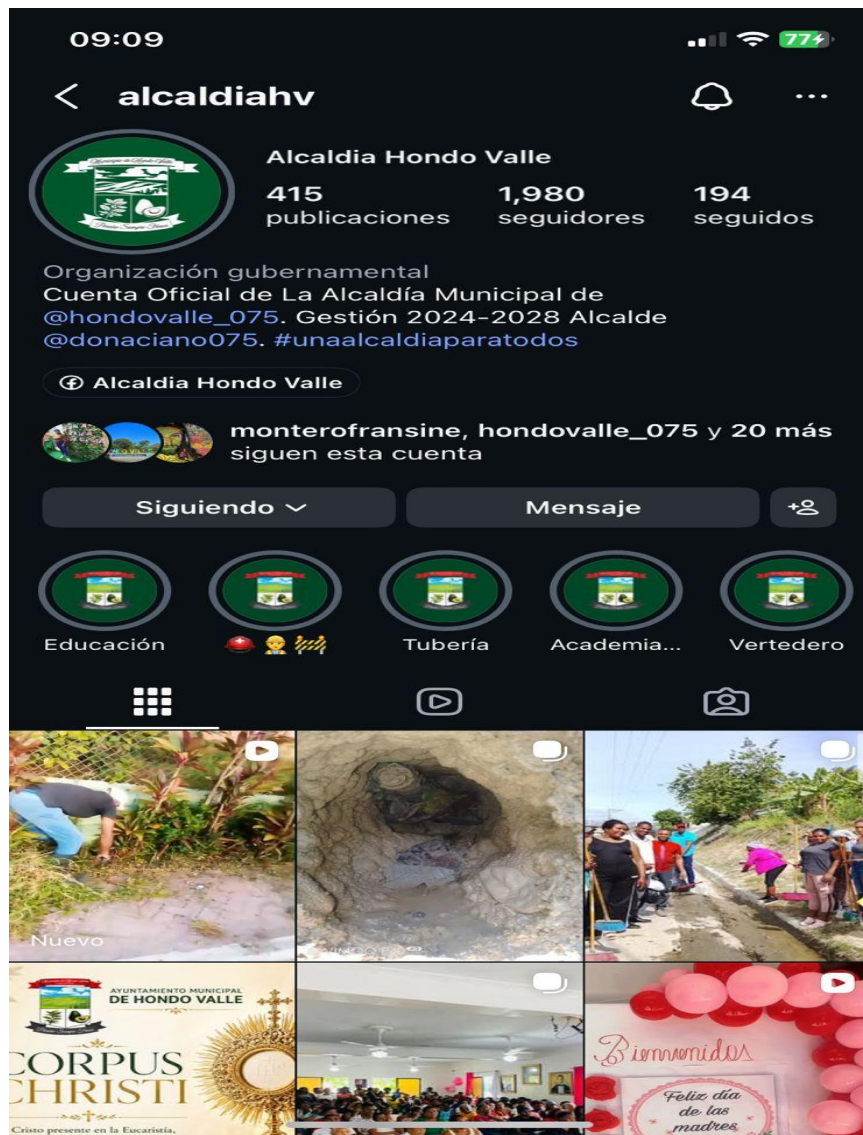 09:09
77
alcaldiahv
Alcaldia Hondo Valle
415 1,980 194
publicaciones seguidores seguidos
Organización gubernamental
Cuenta Oficial de La Alcaldía Municipal de
@hondovalle_075. Gestión 2024-2028 Alcalde
@donaciano075. #unaalcaldiaparatodos
Alcaldia Hondo Valle
monterofransine, hondovalle_075 y 20 más
siguen esta cuenta
Siguiendo Mensaje
Educación Tubería Academia... Vertedero
Nuevo
AYUNTAMIENTO MUNICIPAL
DE HONDO VALLE
CORPUS
CHRISTI
Cristo presente en la Eucaristía,
Bienvenidos
Feliz día
de las
madres